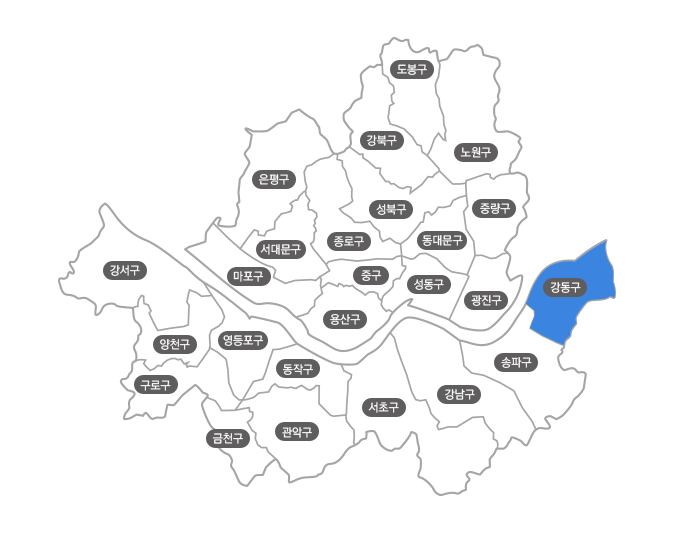 도봉구
강북구
노원구
은평구
성북구
중랑구
서대문구
종로구
동대문구
강서구
마포구
중구
성동구
강동구
광진구
용산구
양천구
영등포구
동작구
송파구
구로구
강남구
서초구
금천구
관악구